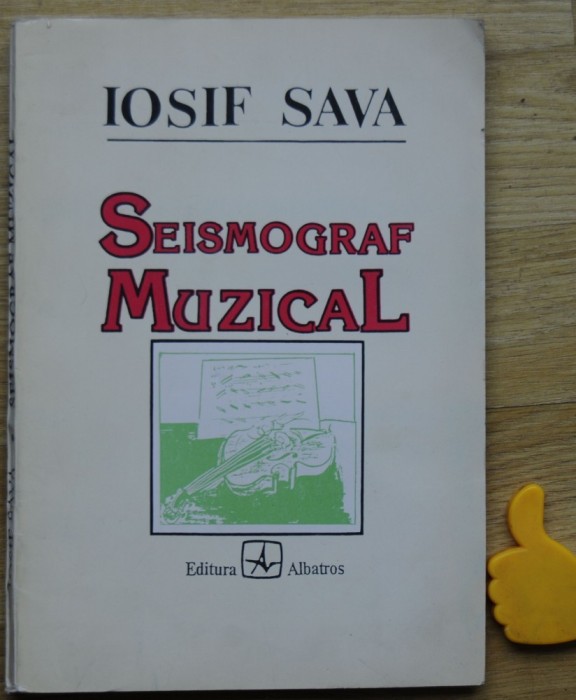 IOSIF SAVA
SEISMOGRAF
MUZICAL
Editura Albatros